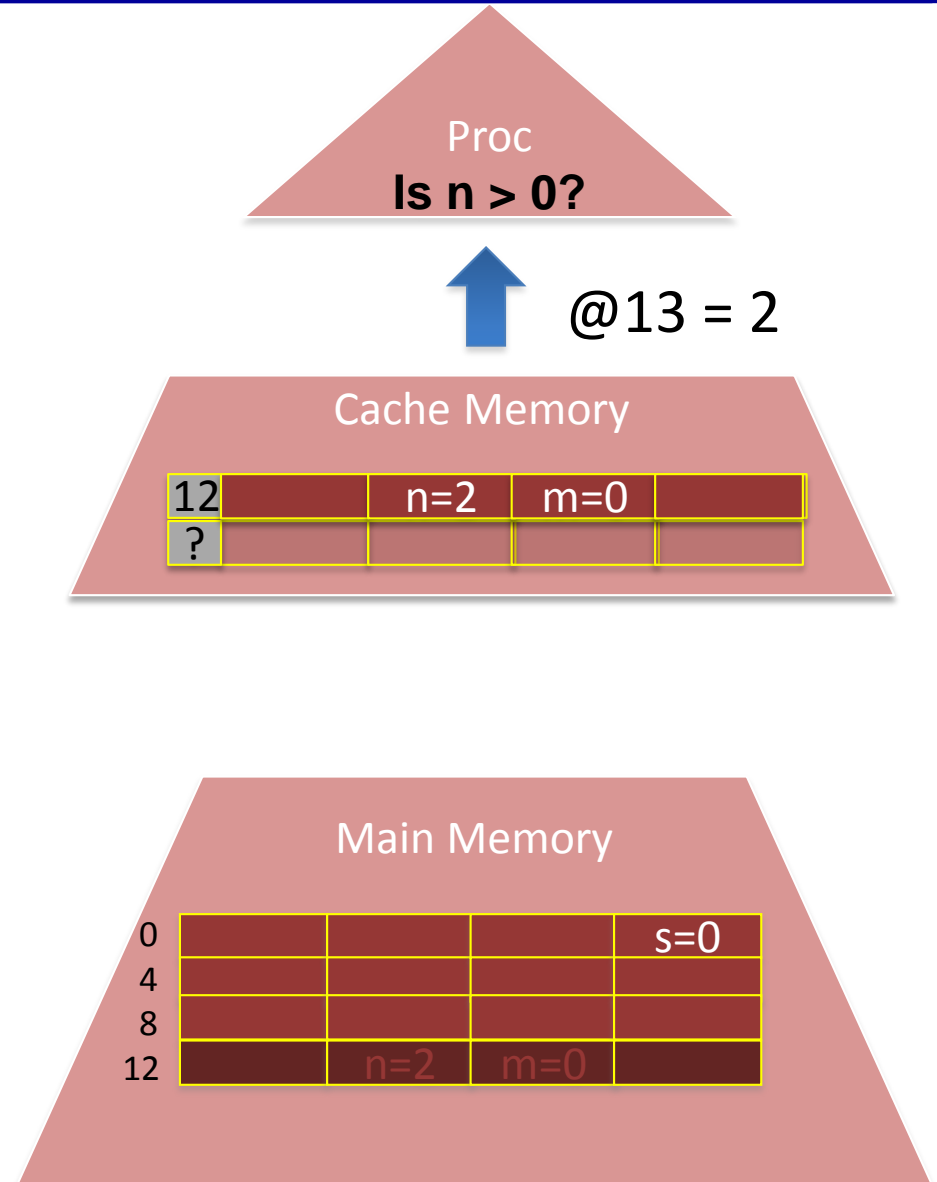 Proc
Is n > 0?
@13 = 2
Cache Memory
12 n=2 m=0
?
Main Memory
0 s=0
4
8
12 n=2 m=0